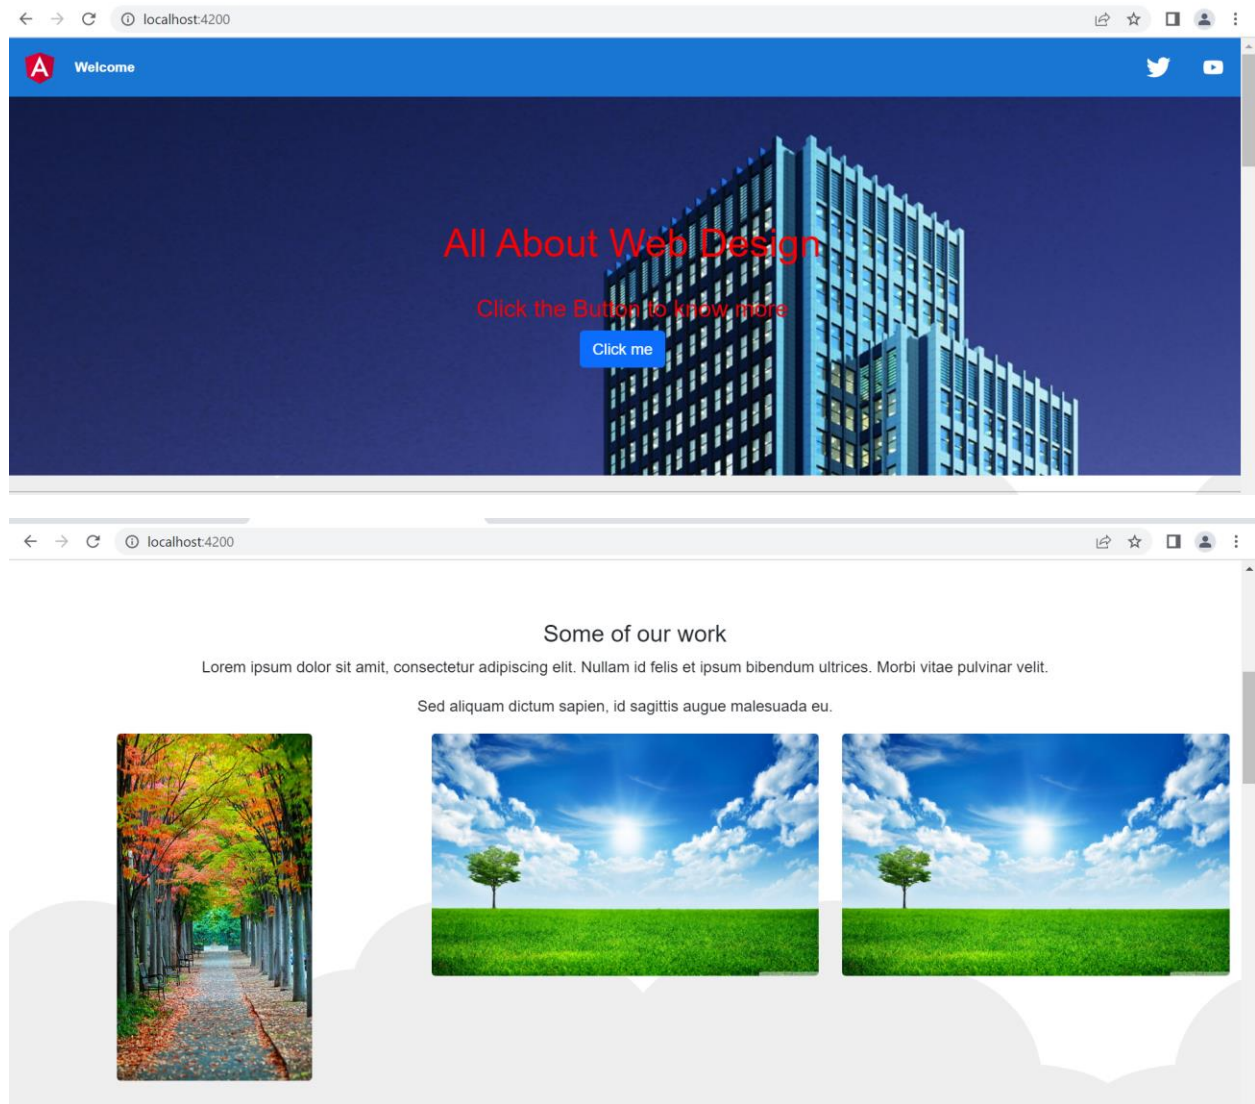 localhost:4200
Welcome
All About Web Design
Click the Button to know more
Click me
localhost:4200
Some of our work
Lorem ipsum dolor sit amit, consectetur adipiscing elit. Nullam id felis et ipsum bibendum ultrices. Morbi vitae pulvinar velit.
Sed aliquam dictum sapien, id sagittis augue malesuada eu.